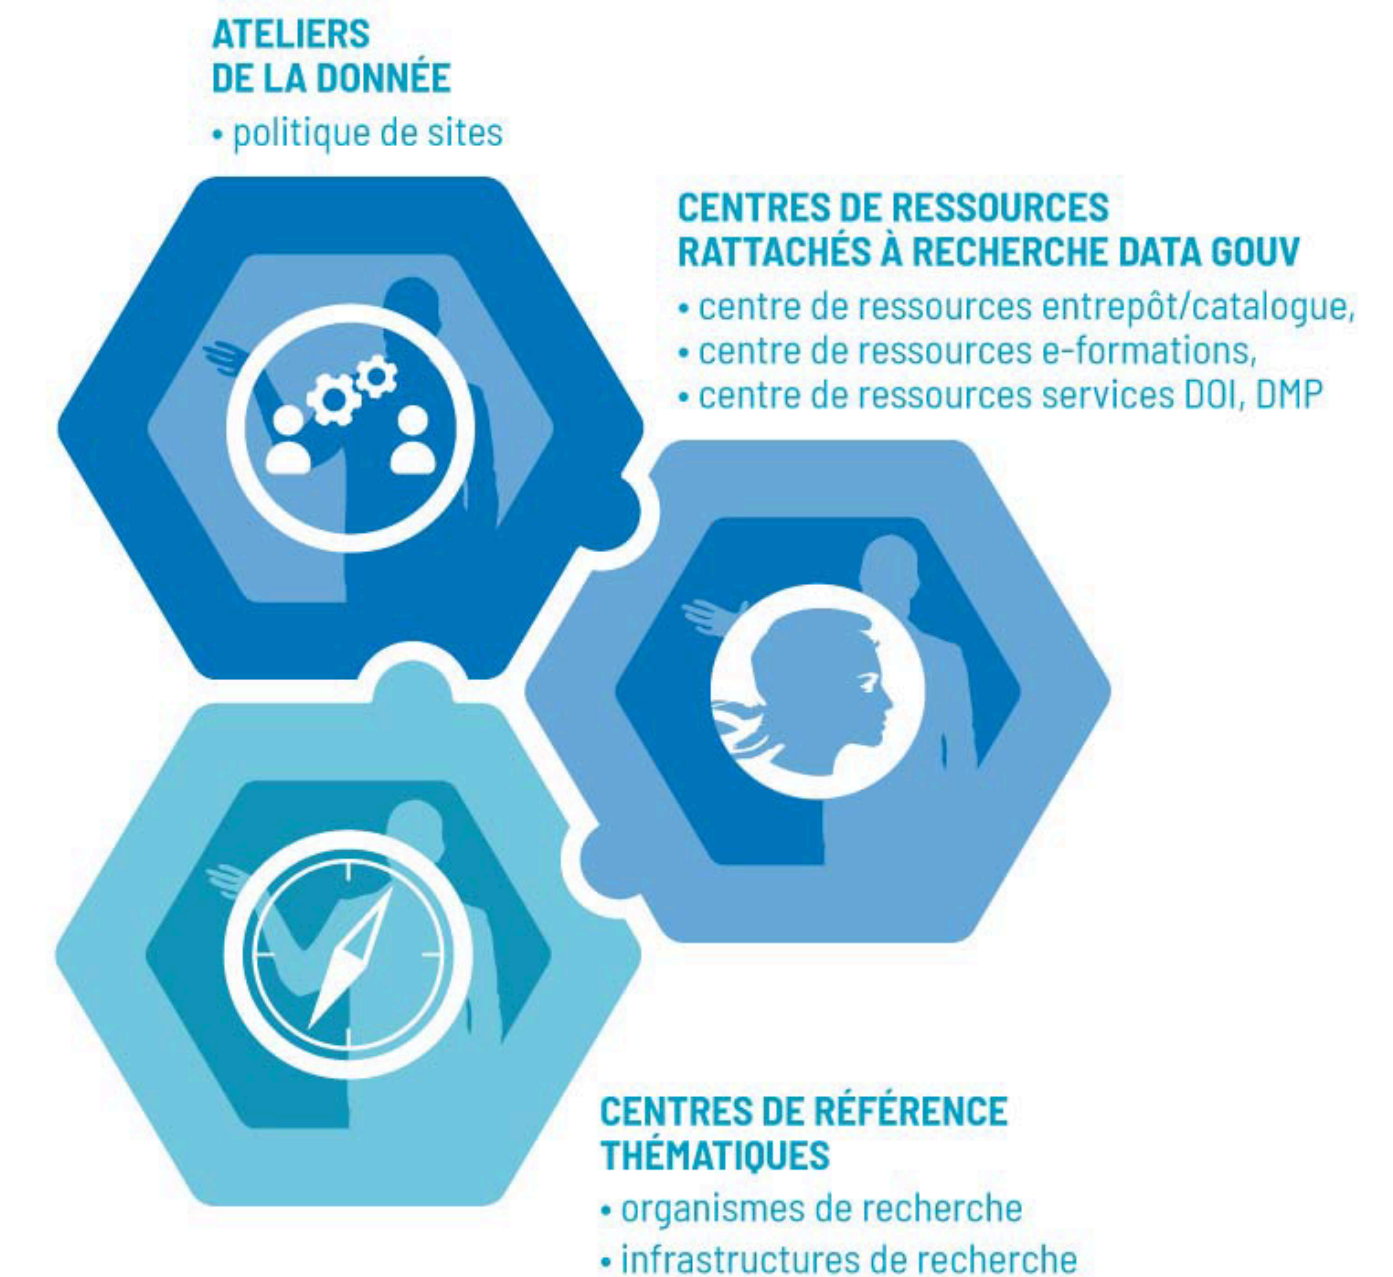 ATELIERS
DE LA DONNÉE
• politique de sites
CENTRES DE RESSOURCES
RATTACHÉS À RECHERCHE DATA GOUV
• centre de ressources entrepôt/catalogue,
• centre de ressources e-formations,
• centre de ressources services DOI, DMP
CENTRES DE RÉFÉRENCE
THÉMATIQUES
• organismes de recherche
• infrastructures de recherche